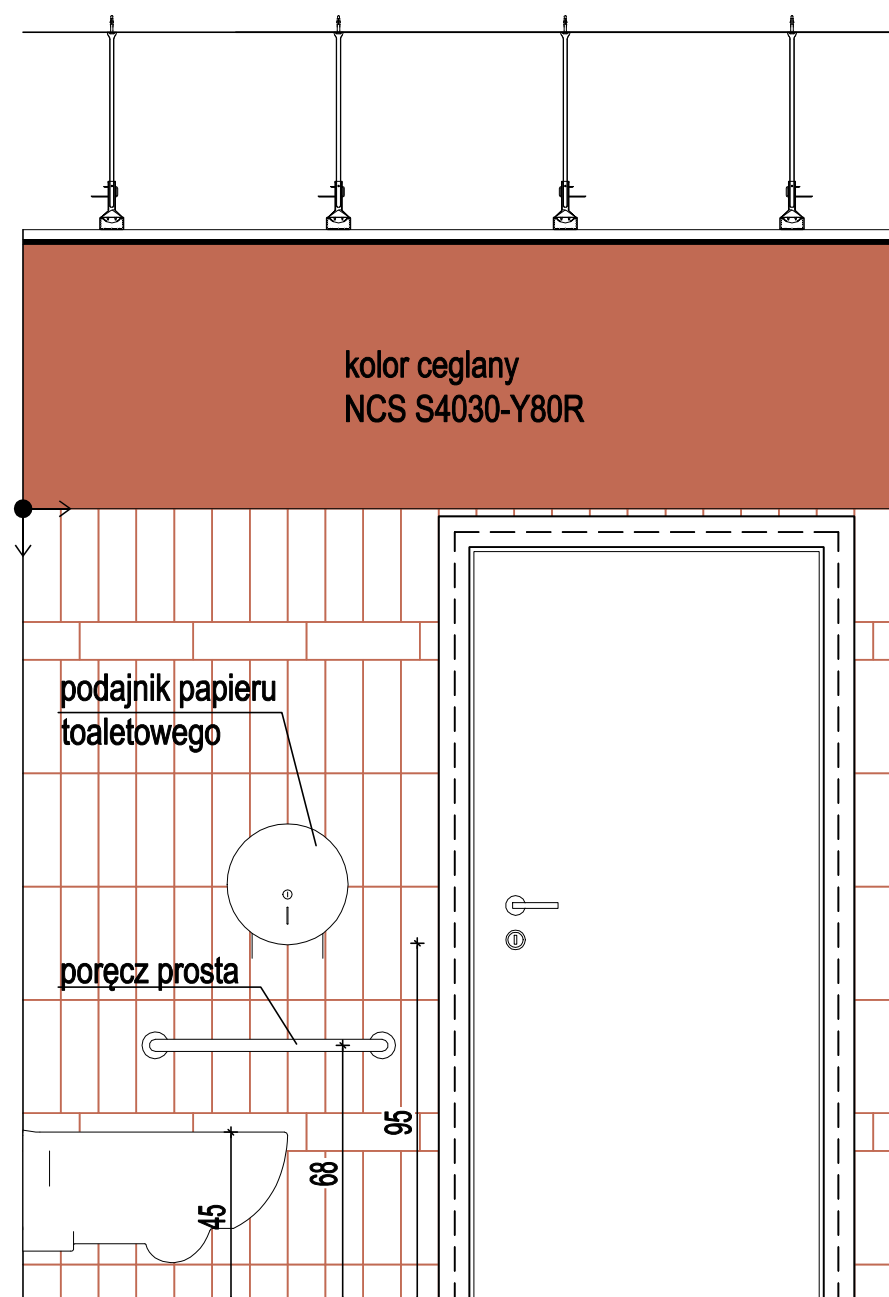 kolor ceglany
NCS S4030-Y80R
podajnik papieru
toaletowego
poręcz prosta
95
68
45